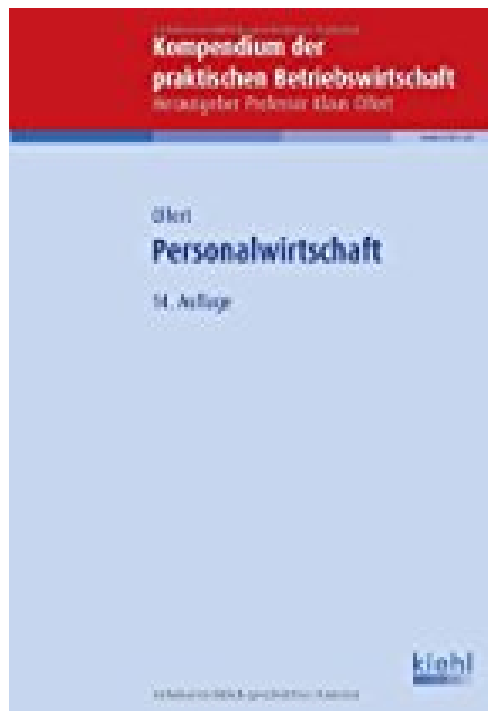 Kompendium der
praktischen Betriebswirtschaft
Herausgeber Professor Klaus Olfert
Olfert
Personalwirtschaft
14. Auflage
kiehl